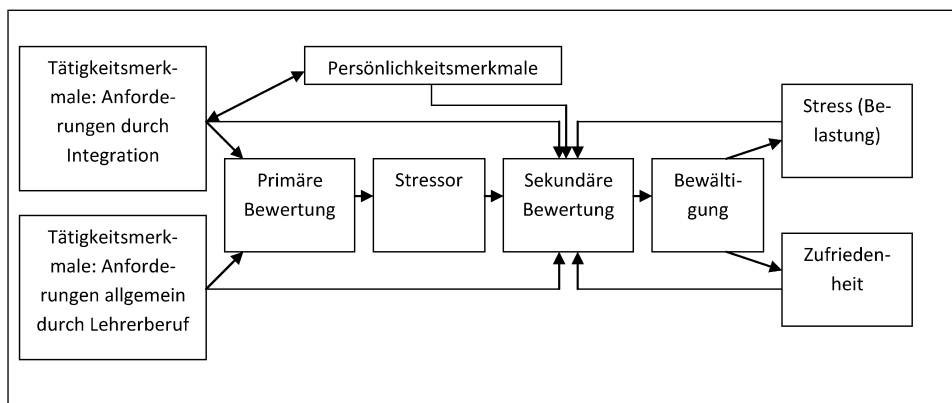 Tätigkeitsmerk-
male: Anforde-
rungen durch
Integration
Persönlichkeitsmerkmale
Stress (Be-
lastung)
Primäre
Bewertung
Stressor
Sekundäre
Bewertung
Bewälti-
gung
Tätigkeitsmerk-
male: Anforde-
rungen allgemein
durch Lehrerberuf
Zufrieden-
heit